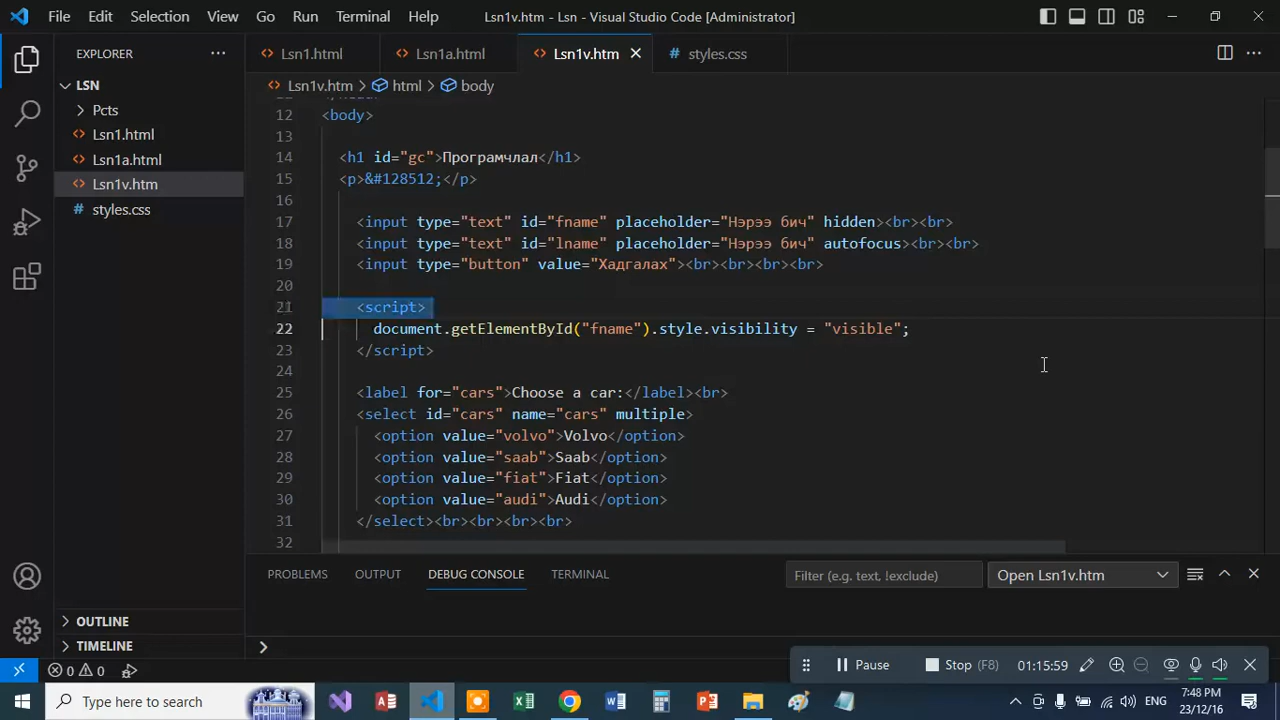 File Edit Selection View Go Run Terminal Help
Lsn1v.htm - Lsn - Visual Studio Code [Administrator]
EXPLORER
LSN
Pcts
Lsn1.html
Lsn1a.html
Lsn1v.htm
styles.css
OUTLINE
TIMELINE
Lsn1.html Lsn1a.html Lsn1v.htm styles.css
Lsn1v.htm > html > body
12 <body>
13
14 <h1 id="gc">Програмчлал</h1>
15 <p>&#128512;</p>
16
17 <input type="text" id="fname" placeholder="Нэрээ бич" hidden><br><br>
18 <input type="text" id="lname" placeholder="Нэрээ бич" autofocus><br><br>
19 <input type="button" value="Хадгалах"><br><br><br><br>
20
21 <script>
22 document.getElementById("fname").style.visibility = "visible";
23 </script>
24
25 <label for="cars">Choose a car:</label><br>
26 <select id="cars" name="cars" multiple>
27 <option value="volvo">Volvo</option>
28 <option value="saab">Saab</option>
29 <option value="fiat">Fiat</option>
30 <option value="audi">Audi</option>
31 </select><br><br><br><br>
32
PROBLEMS OUTPUT DEBUG CONSOLE TERMINAL
Filter (e.g. text, !exclude)
Open Lsn1v.htm
0 0
Pause Stop (F8) 01:15:59
Type here to search
ENG
7:48 PM
23/12/16